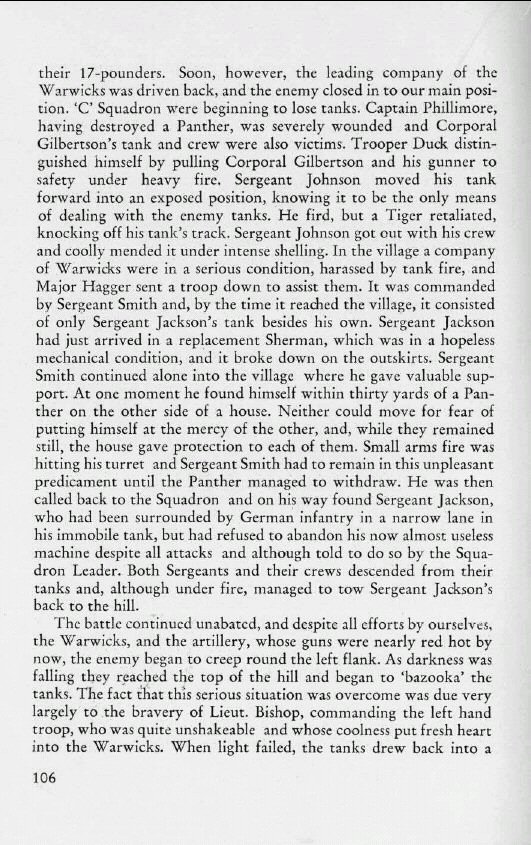 their 17-pounders. Soon, however, the leading company of the
Warwicks was driven back, and the enemy closed in to our main posi-
tion. ‘C’ Squadron were beginning to lose tanks. Captain Phillimore,
having destroyed a Panther, was severely wounded and Corporal
Gilbertson’s tank and crew were also victims. Trooper Duck distin-
guished himself by pulling Corporal Gilbertson and his gunner to
safety under heavy fire. Sergeant Johnson moved his tank
forward into an exposed position, knowing it to be the only means
of dealing with the enemy tanks. He fird, but a Tiger retaliated,
knocking off his tank’s track. Sergeant Johnson got out with his crew
and coolly mended it under intense shelling. In the village a company
of Warwicks were in a serious condition, harassed by tank fire, and
Major Hagger sent a troop down to assist them. It was commanded
by Sergeant Smith and, by the time it reached the village, it consisted
of only Sergeant Jackson’s tank besides his own. Sergeant Jackson
had just arrived in a replacement Sherman, which was in a hopeless
mechanical condition, and it broke down on the outskirts. Sergeant
Smith continued alone into the village where he gave valuable sup-
port. At one moment he found himself within thirty yards of a Pan-
ther on the other side of a house. Neither could move for fear of
putting himself at the mercy of the other, and, while they remained
still, the house gave protection to each of them. Small arms fire was
hitting his turret and Sergeant Smith had to remain in this unpleasant
predicament until the Panther managed to withdraw. He was then
called back to the Squadron and on his way found Sergeant Jackson,
who had been surrounded by German infantry in a narrow lane in
his immobile tank, but had refused to abandon his now almost useless
machine despite all attacks and although told to do so by the Squa-
dron Leader. Both Sergeants and their crews descended from their
tanks and, although under fire, managed to tow Sergeant Jackson’s
back to the hill.
The battle continued unabated, and despite all efforts by ourselves,
the Warwicks, and the artillery, whose guns were nearly red hot by
now, the enemy began to creep round the left flank. As darkness was
falling they reached the top of the hill and began to ‘bazooka’ the
tanks. The fact that this serious situation was overcome was due very
largely to the bravery of Lieut. Bishop, commanding the left hand
troop, who was quite unshakeable and whose coolness put fresh heart
into the Warwicks. When light failed, the tanks drew back into a
106